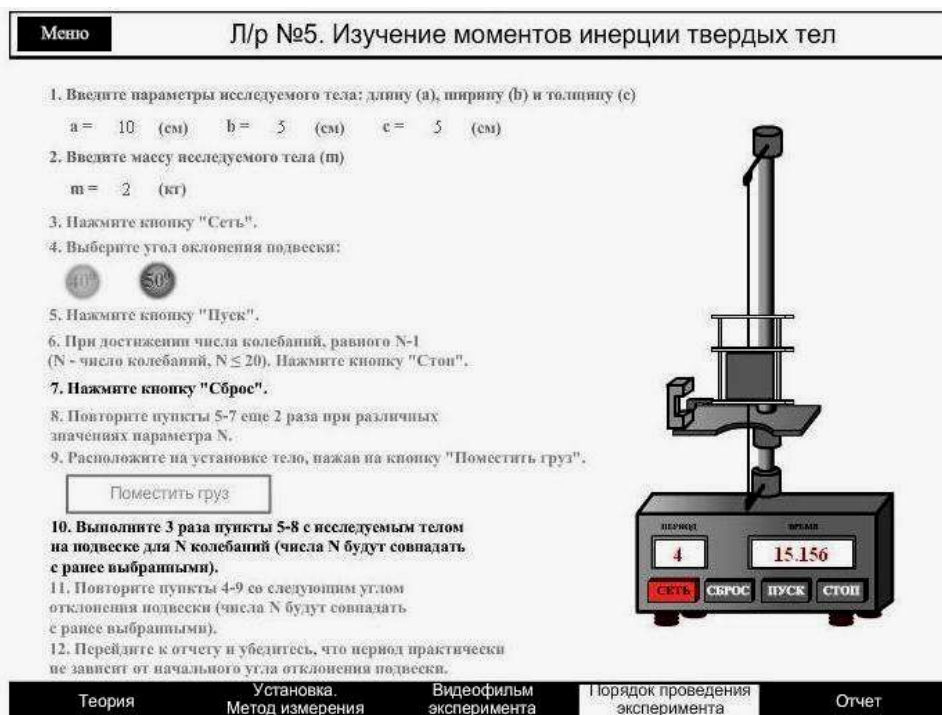 Меню
Л/р №5. Изучение моментов инерции твердых тел
1. Введите параметры исследуемого тела: длину (a), ширину (b) и толщину (c)
a = 10 (см) b = 5 (см) c = 5 (см)
2. Введите массу исследуемого тела (m)
m = 2 (кг)
3. Нажмите кнопку "Сеть".
4. Выберите угол оклонения подвески:
40° 50°
5. Нажмите кнопку "Пуск".
6. При достижении числа колебаний, равного N-1
(N - число колебаний, N ≤ 20). Нажмите кнопку "Стоп".
7. Нажмите кнопку "Сброс".
8. Повторите пункты 5-7 еще 2 раза при различных
значениях параметра N.
9. Расположите на установке тело, нажав на кнопку "Поместить груз".
Поместить груз
10. Выполните 3 раза пункты 5-8 с исследуемым телом
на подвеске для N колебаний (числа N будут совпадать
с ранее выбранными).
11. Повторите пункты 4-9 со следующим углом
отклонения подвески (числа N будут совпадать
с ранее выбранными).
12. Перейдите к отчету и убедитесь, что период практически
не зависит от начального угла отклонения подвески.
ПЕРИОД ВРЕМЯ
4 15.156
СЕТЬ СБРОС ПУСК СТОП
Теория
Установка.
Метод измерения
Видеофильм
эксперимента
Порядок проведения
эксперимента
Отчет